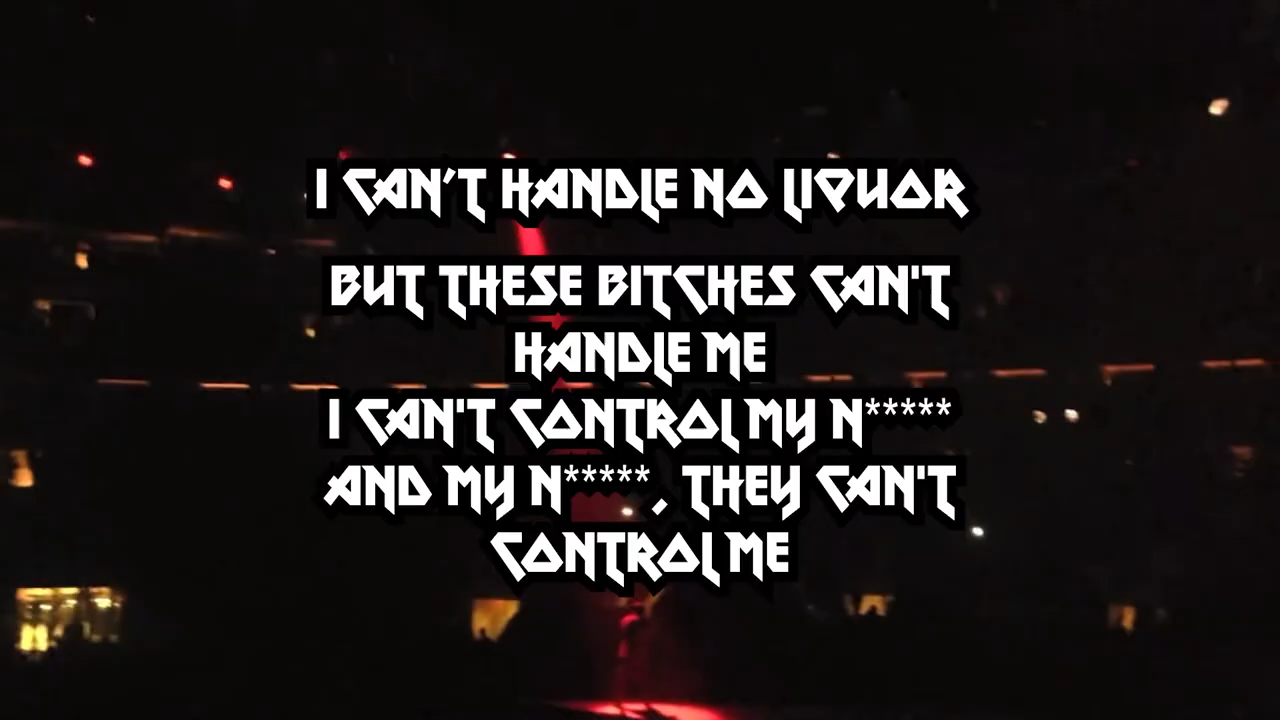 I CAN'T HANDLE NO LIQUOR
BUT THESE BITCHES CAN'T
HANDLE ME
I CAN'T CONTROL MY N*****
AND MY N*****, THEY CAN'T
CONTROL ME